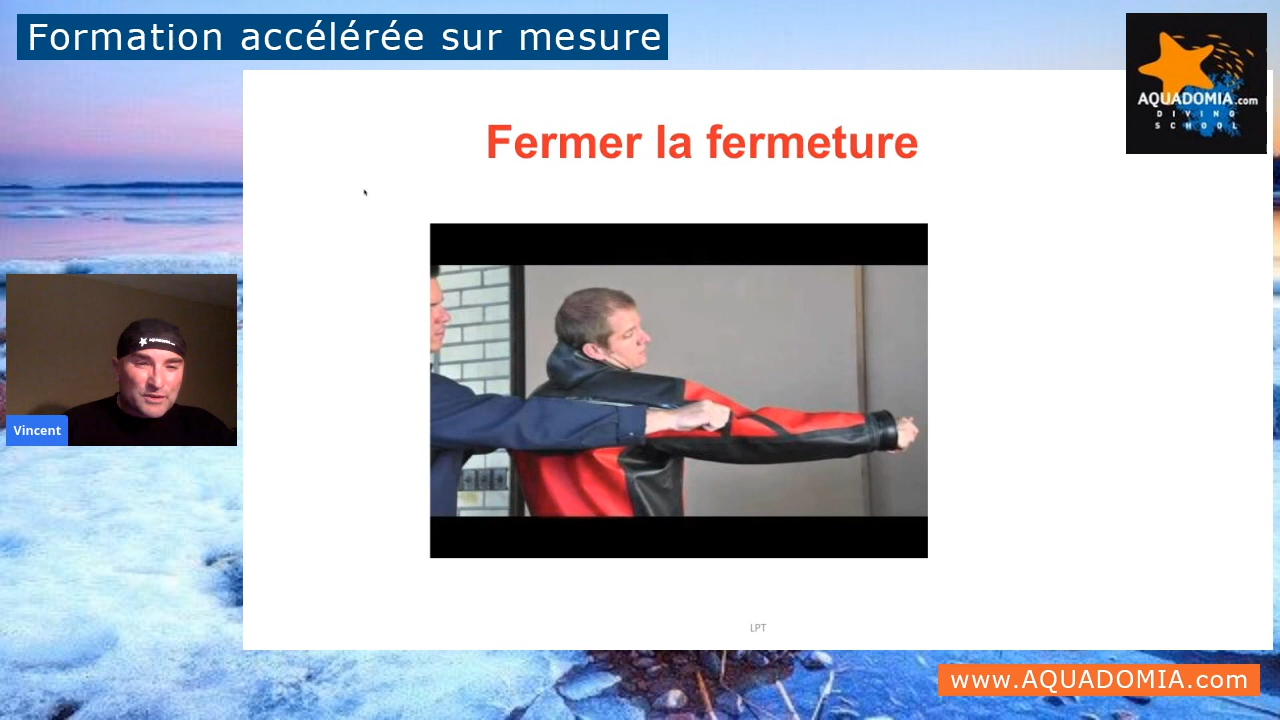 Formation accélérée sur mesure
AQUADOMIA.com
DIVING
SCHOOL
Fermer la fermeture
Vincent
LPT
www.AQUADOMIA.com